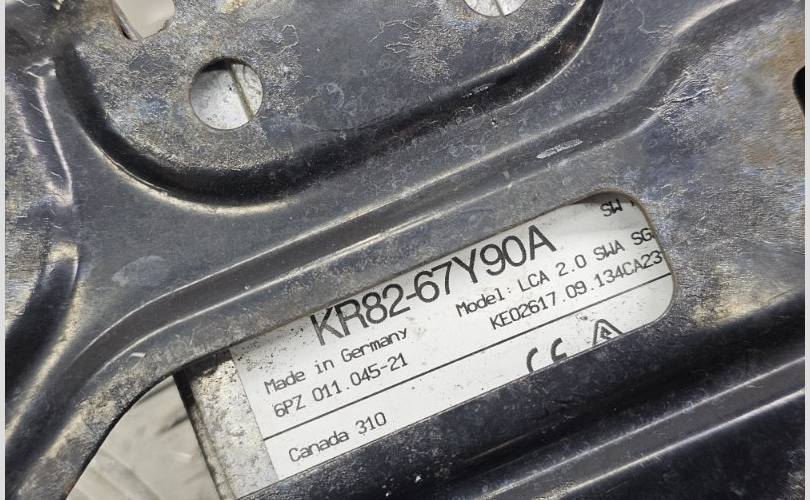 SW
KR82-67Y90A
Made in Germany Model: LCA 2.0 SWA SG
6PZ 011.045-21 KE02617.09.134CA23
CE
Canada 310